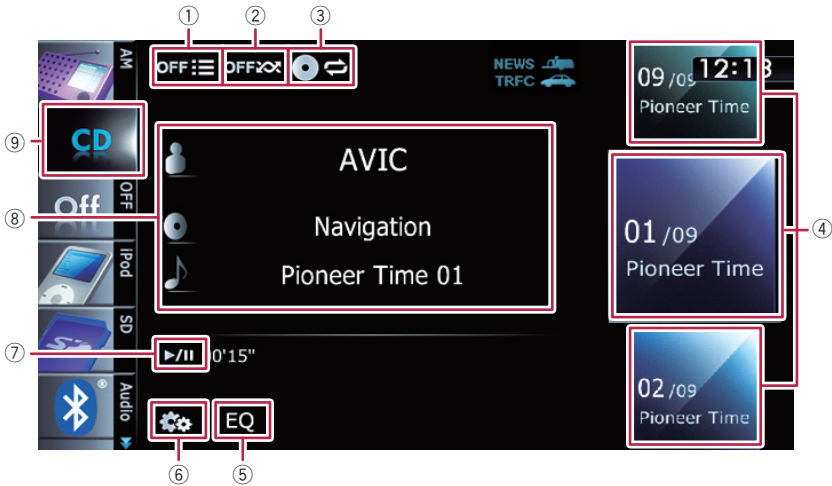 ① ② ③
AM
OFF
OFF
NEWS
TRFC
09/09
12:18
Pioneer Time
⑨
CD
④
⑧
OFF
Off
AVIC
Navigation
Pioneer Time 01
01/09
Pioneer Time
iPod
SD
⑦
00'15"
02/09
Pioneer Time
Audio
®
EQ
⑥ ⑤